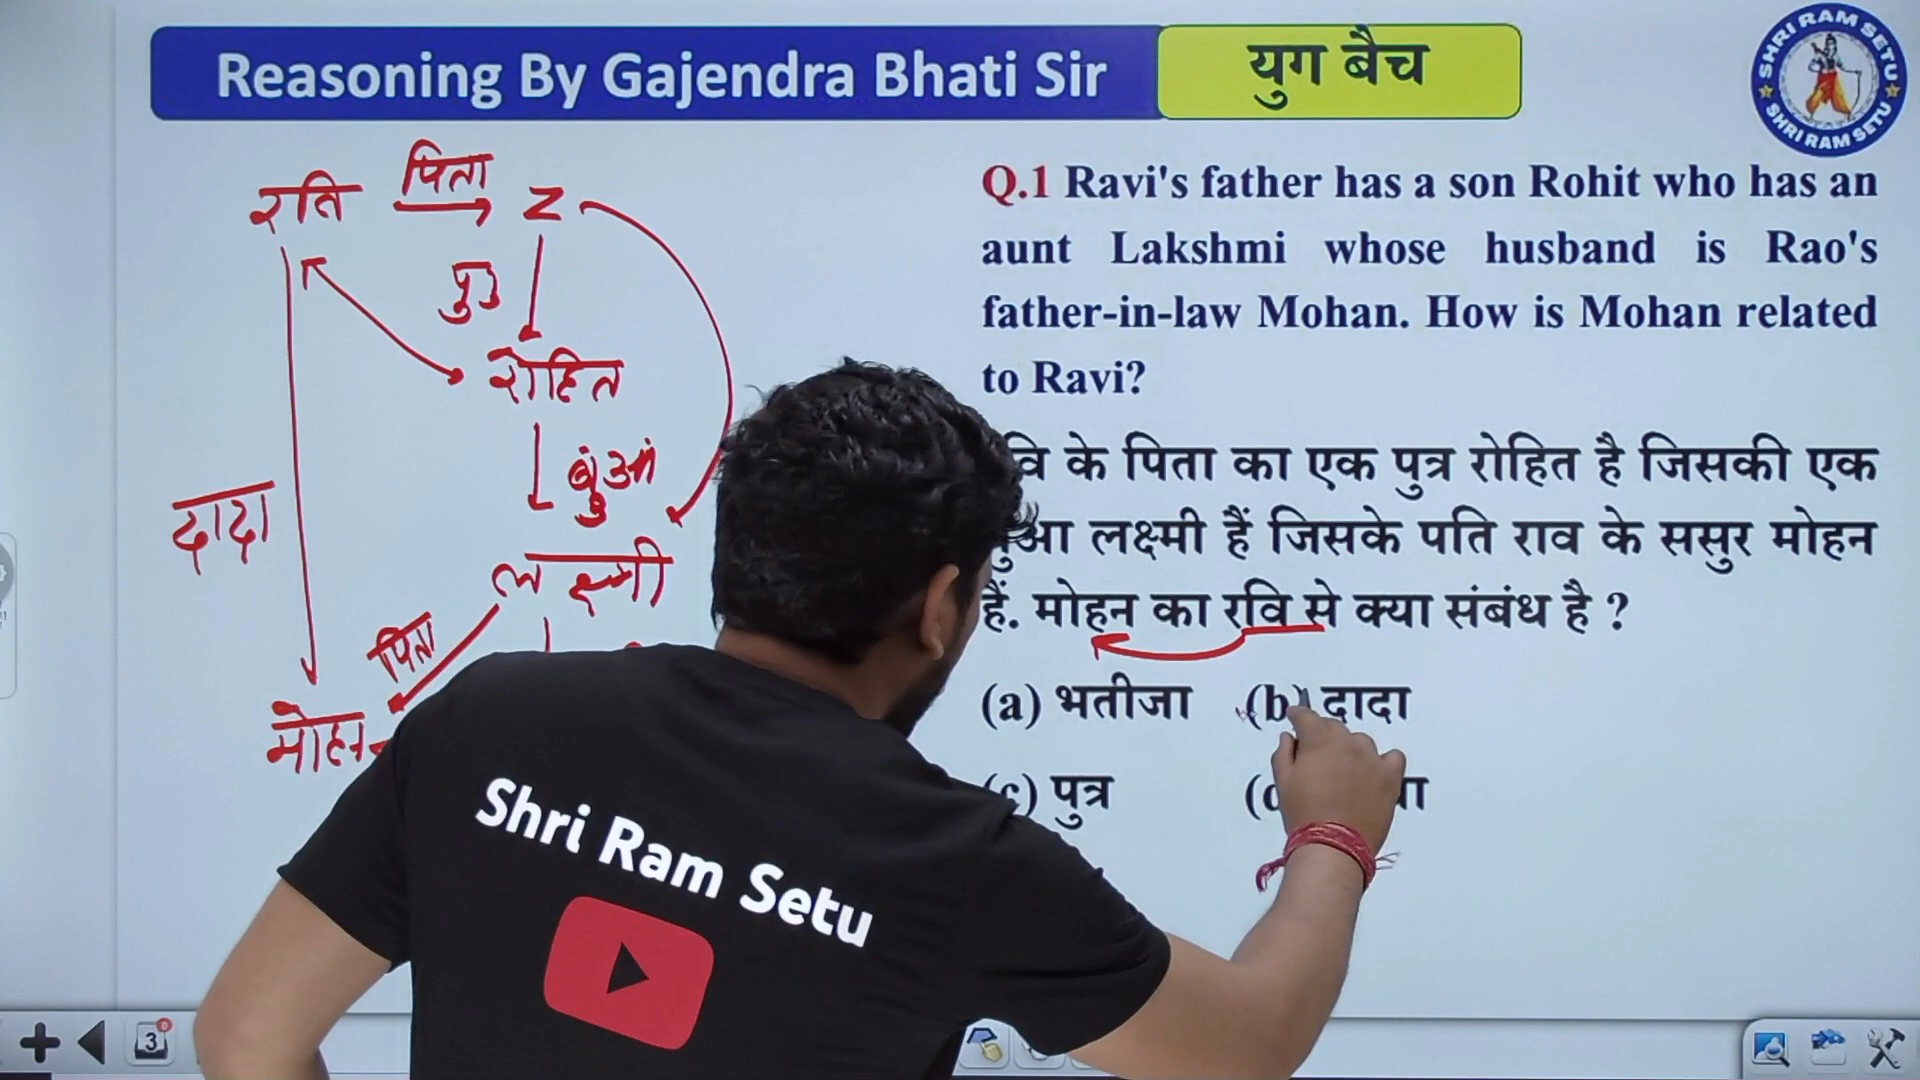 Reasoning By Gajendra Bhati Sir
युग बैच
SHRI RAM SETU
SHRI RAM SETU
Q.1 Ravi's father has a son Rohit who has an
aunt Lakshmi whose husband is Rao's
father-in-law Mohan. How is Mohan related
to Ravi?
के पिता का एक पुत्र रोहित है जिसकी एक
लक्ष्मी हैं जिसके पति राव के ससुर मोहन
हैं. मोहन का रवि से क्या संबंध है ?
(a) भतीजा (b) दादा
(c) पुत्र
पिता
Z
रोहित
लक्ष्मी
दादा
पिता
मोहन
Shri Ram Setu
3